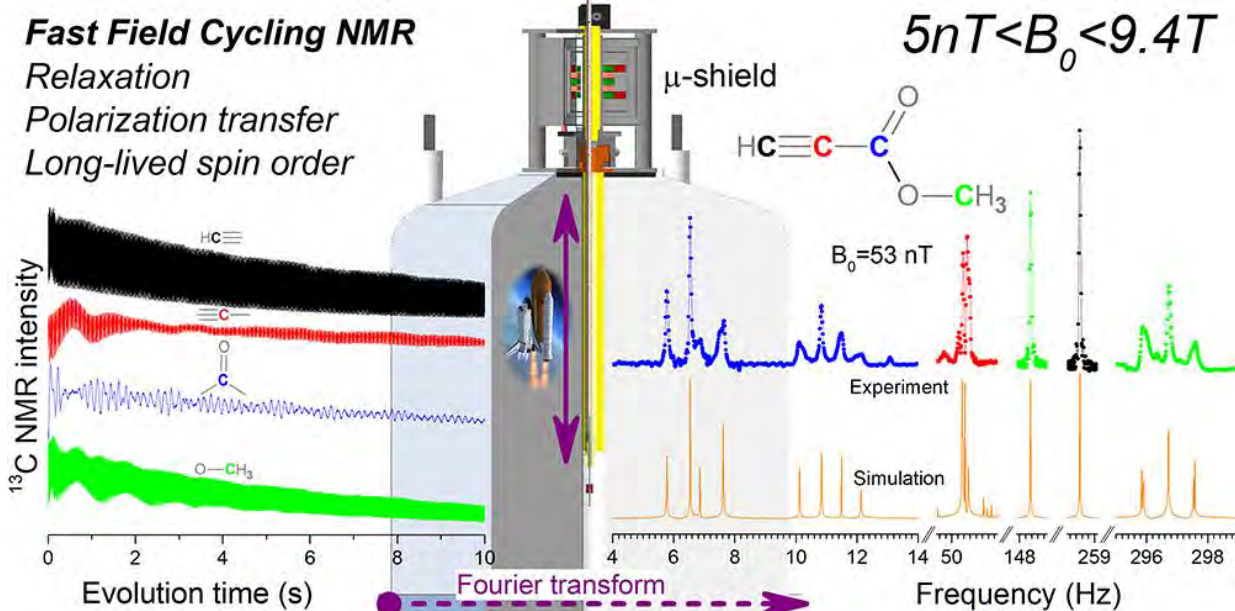 Fast Field Cycling NMR
Relaxation
Polarization transfer
Long-lived spin order
5nT<B₀<9.4T
μ-shield
O
HC≡C—C
O—CH₃
B₀=53 nT
HC≡
≡C—
O
C
O—CH₃
¹³C NMR intensity
0 2 4 6 8 10
Evolution time (s)
Experiment
Simulation
4 6 8 10 12 14 50 148 259 296 298
Frequency (Hz)
Fourier transform